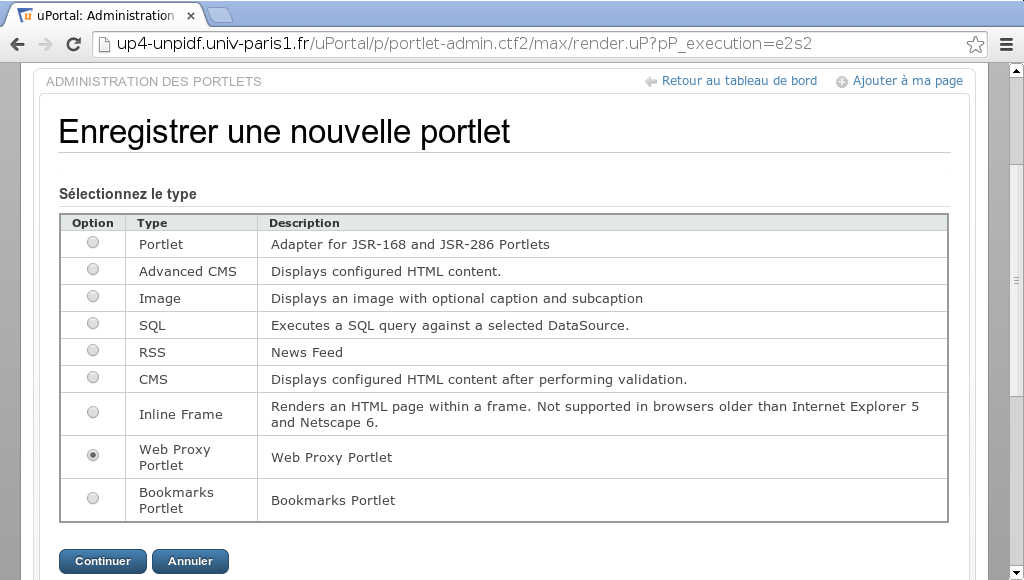 uPortal: Administration
up4-unpidf.univ-paris1.fr/uPortal/p/portlet-admin.ctf2/max/render.uP?pP_execution=e2s2
ADMINISTRATION DES PORTLETS Retour au tableau de bord Ajouter à ma page
Enregistrer une nouvelle portlet
Sélectionnez le type
Option Type Description
Portlet Adapter for JSR-168 and JSR-286 Portlets
Advanced CMS Displays configured HTML content.
Image Displays an image with optional caption and subcaption
SQL Executes a SQL query against a selected DataSource.
RSS News Feed
CMS Displays configured HTML content after performing validation.
Inline Frame Renders an HTML page within a frame. Not supported in browsers older than Internet Explorer 5
and Netscape 6.
Web Proxy
Portlet Web Proxy Portlet
Bookmarks
Portlet Bookmarks Portlet
Continuer Annuler